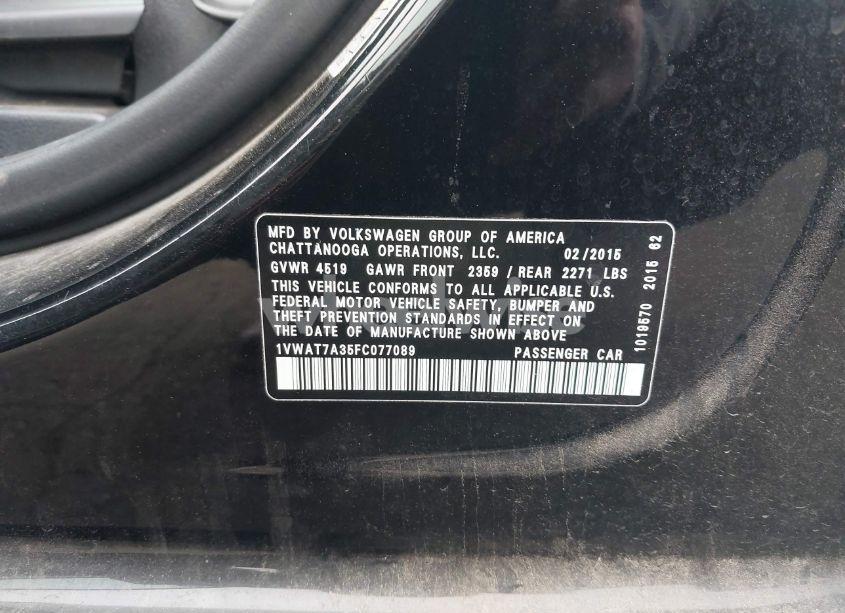 MFD BY VOLKSWAGEN GROUP OF AMERICA
CHATTANOOGA OPERATIONS, LLC. 02/2015
GVWR 4519 GAWR FRONT 2359 / REAR 2271 LBS
THIS VEHICLE CONFORMS TO ALL APPLICABLE U.S.
FEDERAL MOTOR VEHICLE SAFETY, BUMPER AND
THEFT PREVENTION STANDARDS IN EFFECT ON
THE DATE OF MANUFACTURE SHOWN ABOVE
1VWAT7A35FC077089 PASSENGER CAR
1019570 2015 62